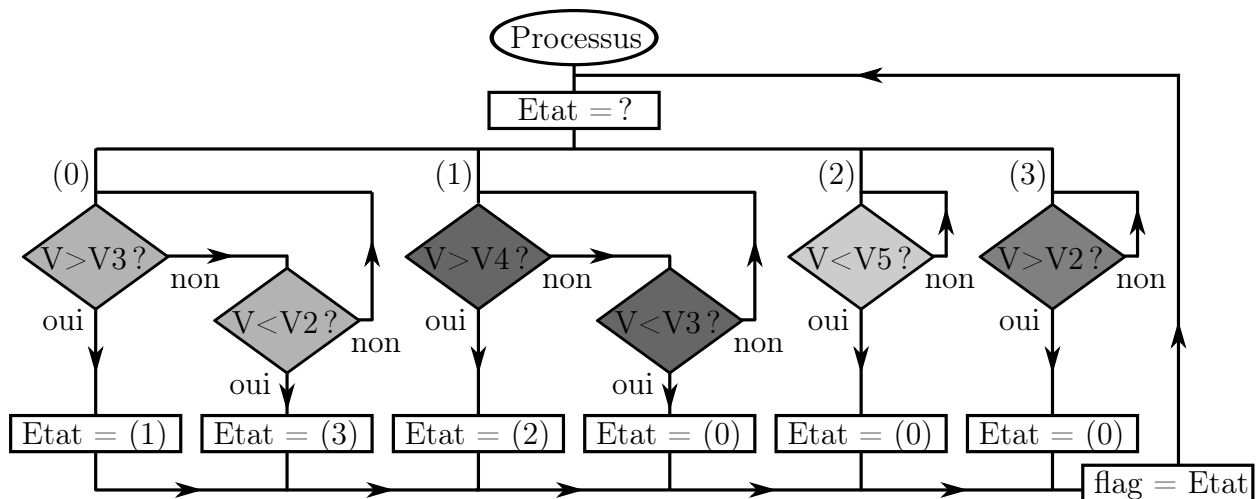 Processus
Etat = ?
(0)
(1)
(2)
(3)
V>V3 ?
non
V<V2 ?
non
oui
oui
V>V4 ?
non
V<V3 ?
non
oui
oui
V<V5 ?
non
oui
V>V2 ?
non
oui
Etat = (1)
Etat = (3)
Etat = (2)
Etat = (0)
Etat = (0)
Etat = (0)
flag = Etat